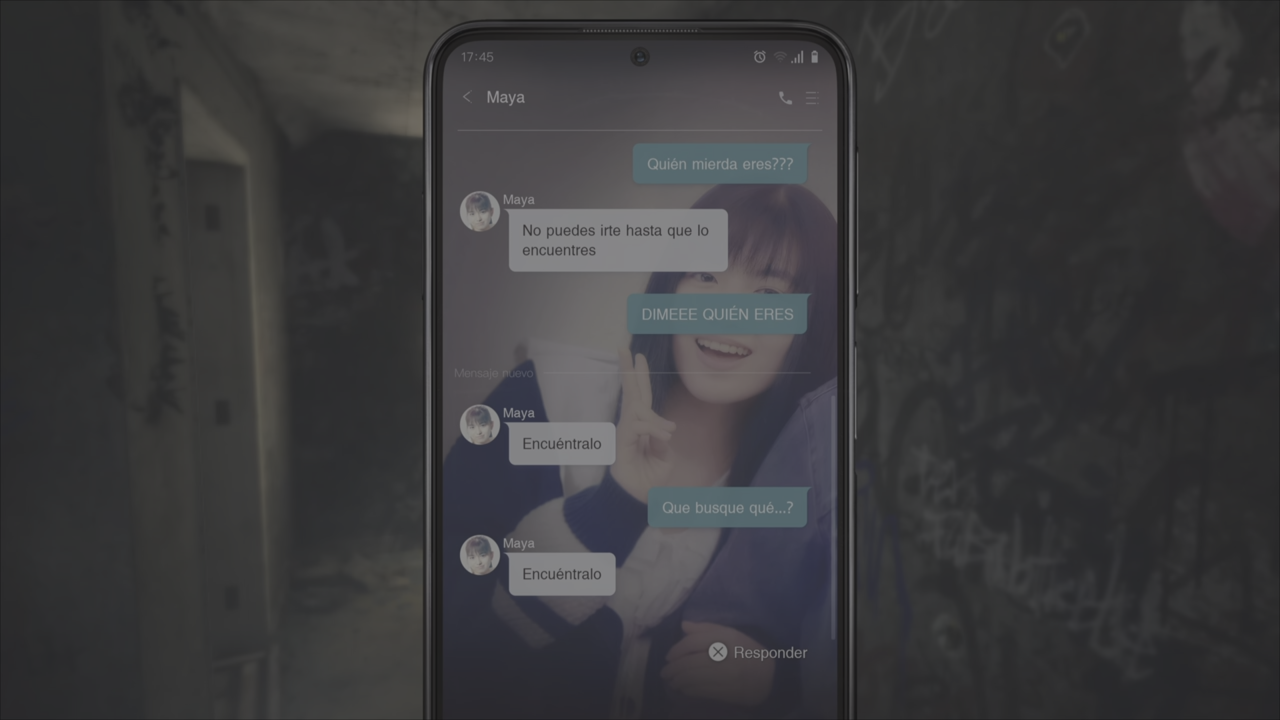 17:45
Maya
Quién mierda eres???
Maya
No puedes irte hasta que lo
encuentres
DIMEEE QUIÉN ERES
Mensaje nuevo
Maya
Encuéntralo
Que busque qué...?
Maya
Encuéntralo
Responder